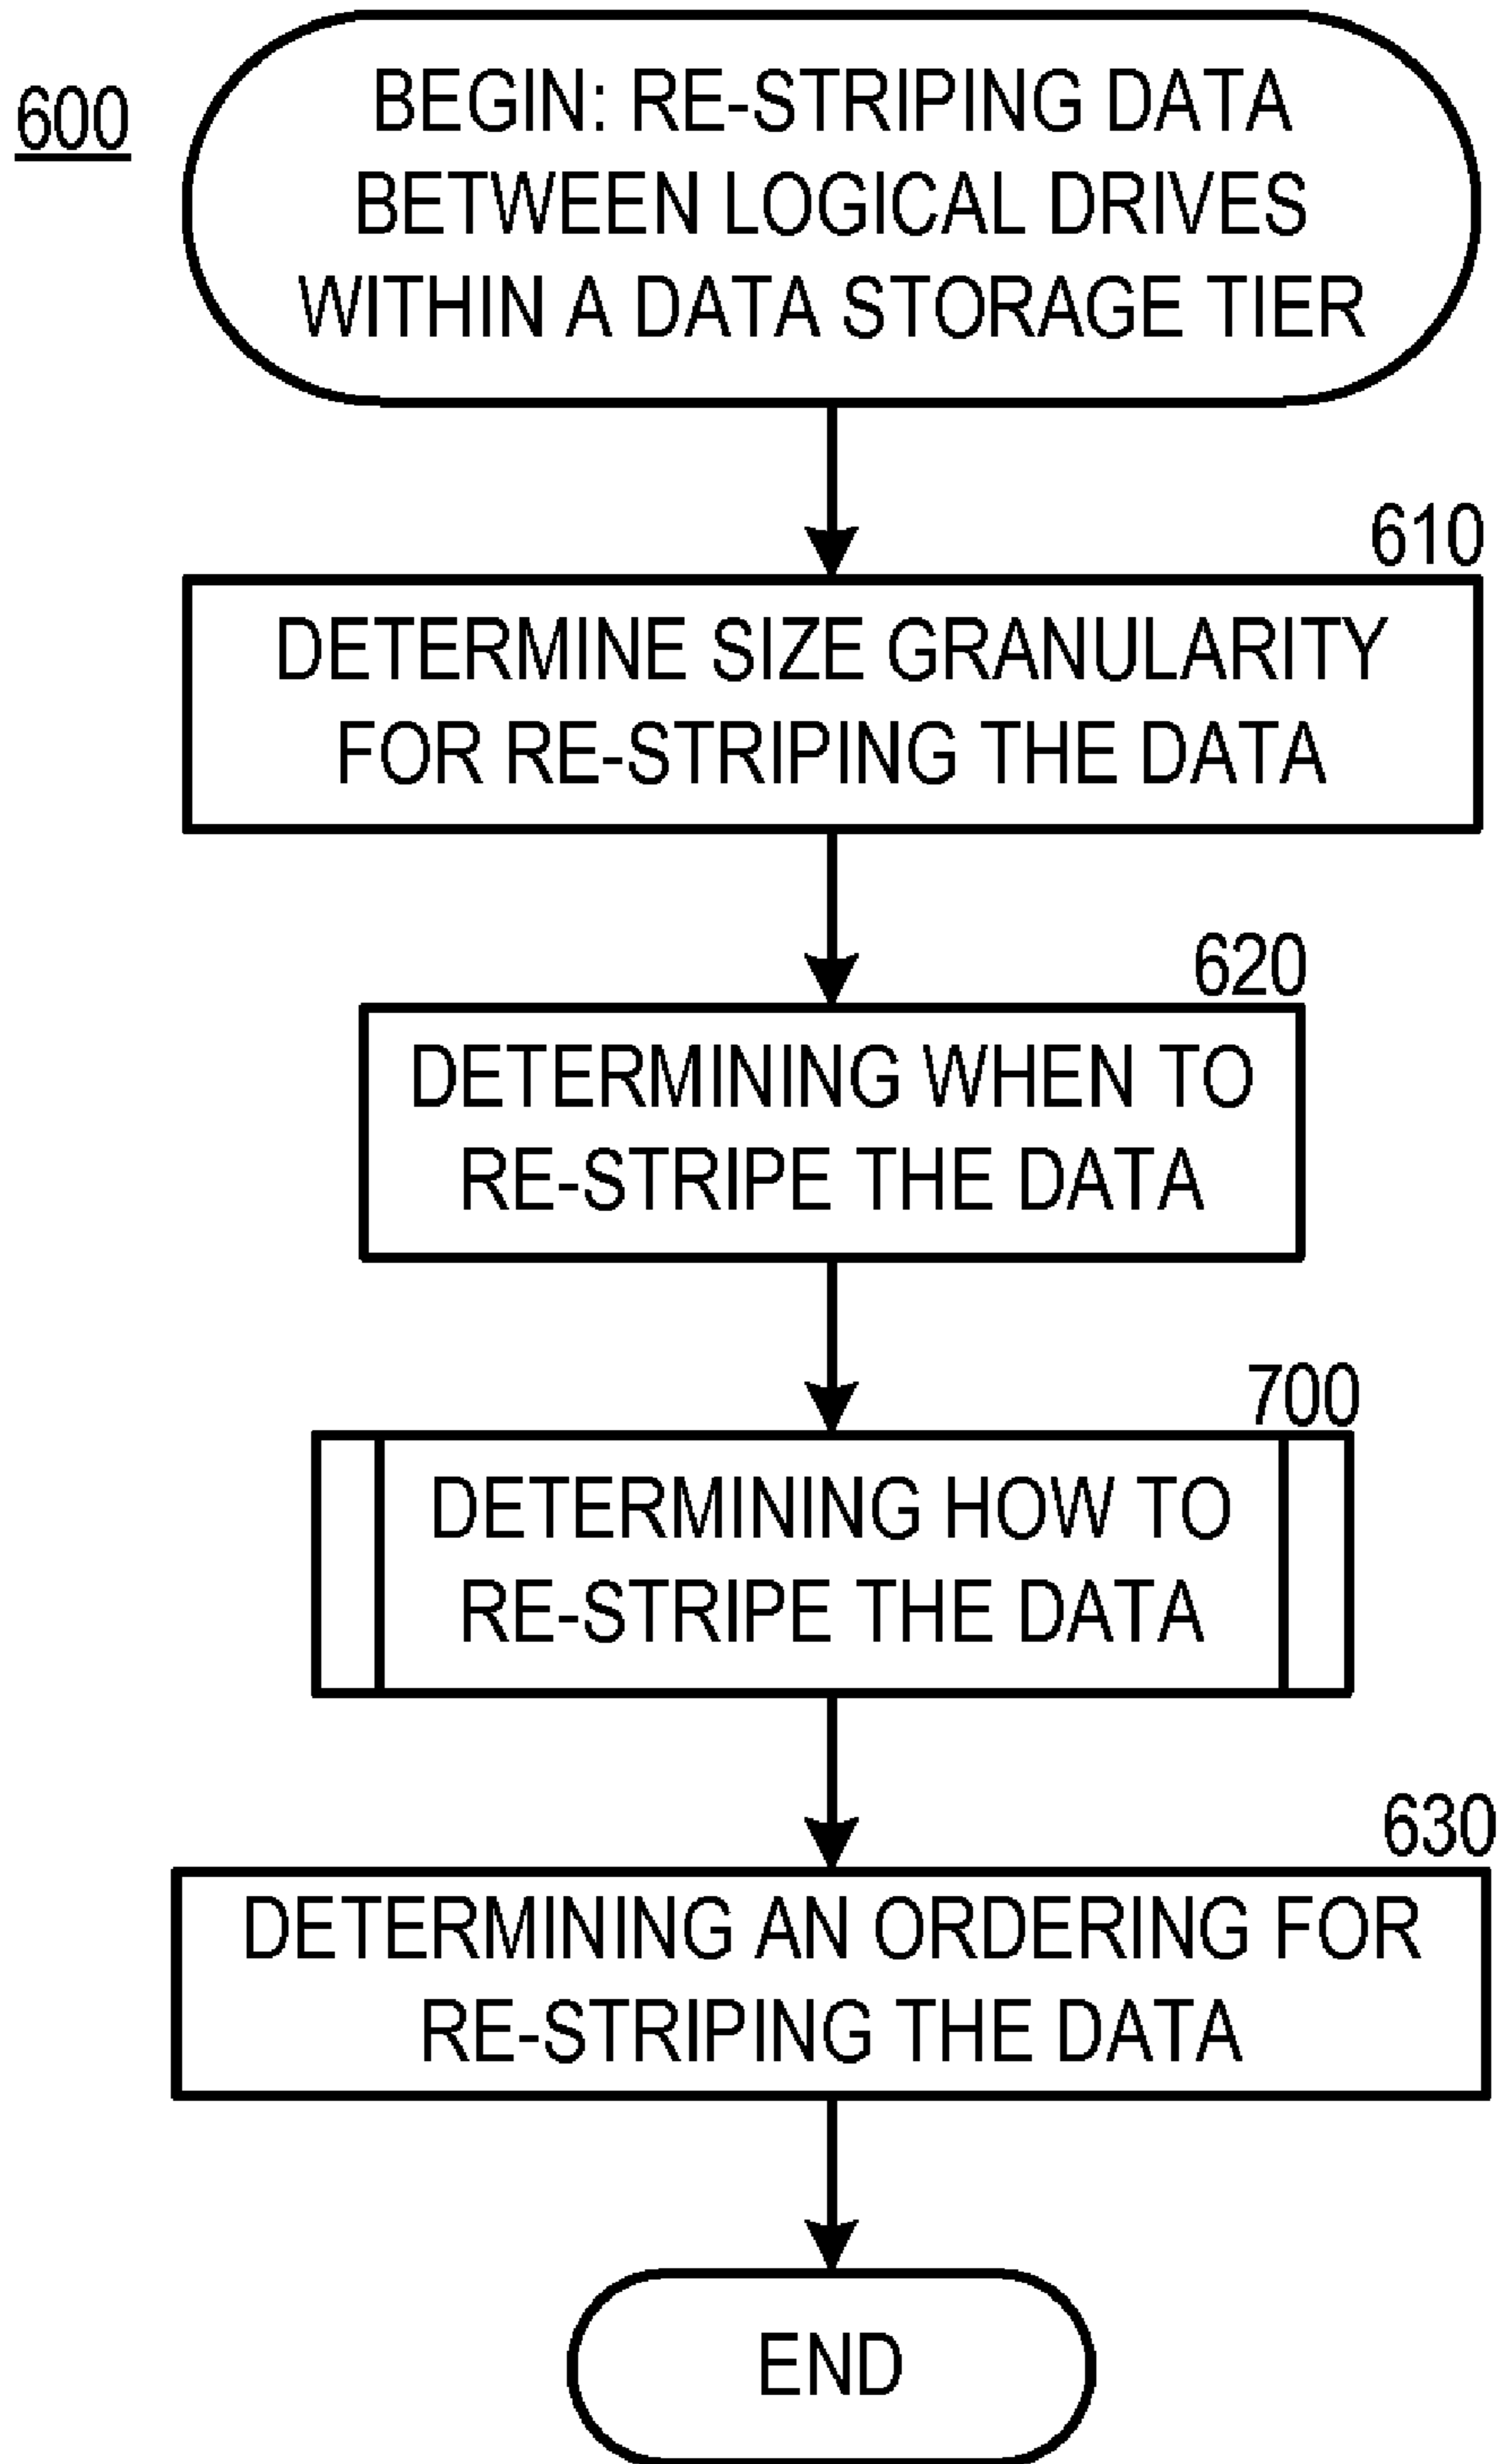 600
BEGIN: RE-STRIPING DATA
BETWEEN LOGICAL DRIVES
WITHIN A DATA STORAGE TIER
610
DETERMINE SIZE GRANULARITY
FOR RE-STRIPING THE DATA
620
DETERMINING WHEN TO
RE-STRIPE THE DATA
700
DETERMINING HOW TO
RE-STRIPE THE DATA
630
DETERMINING AN ORDERING FOR
RE-STRIPING THE DATA
END